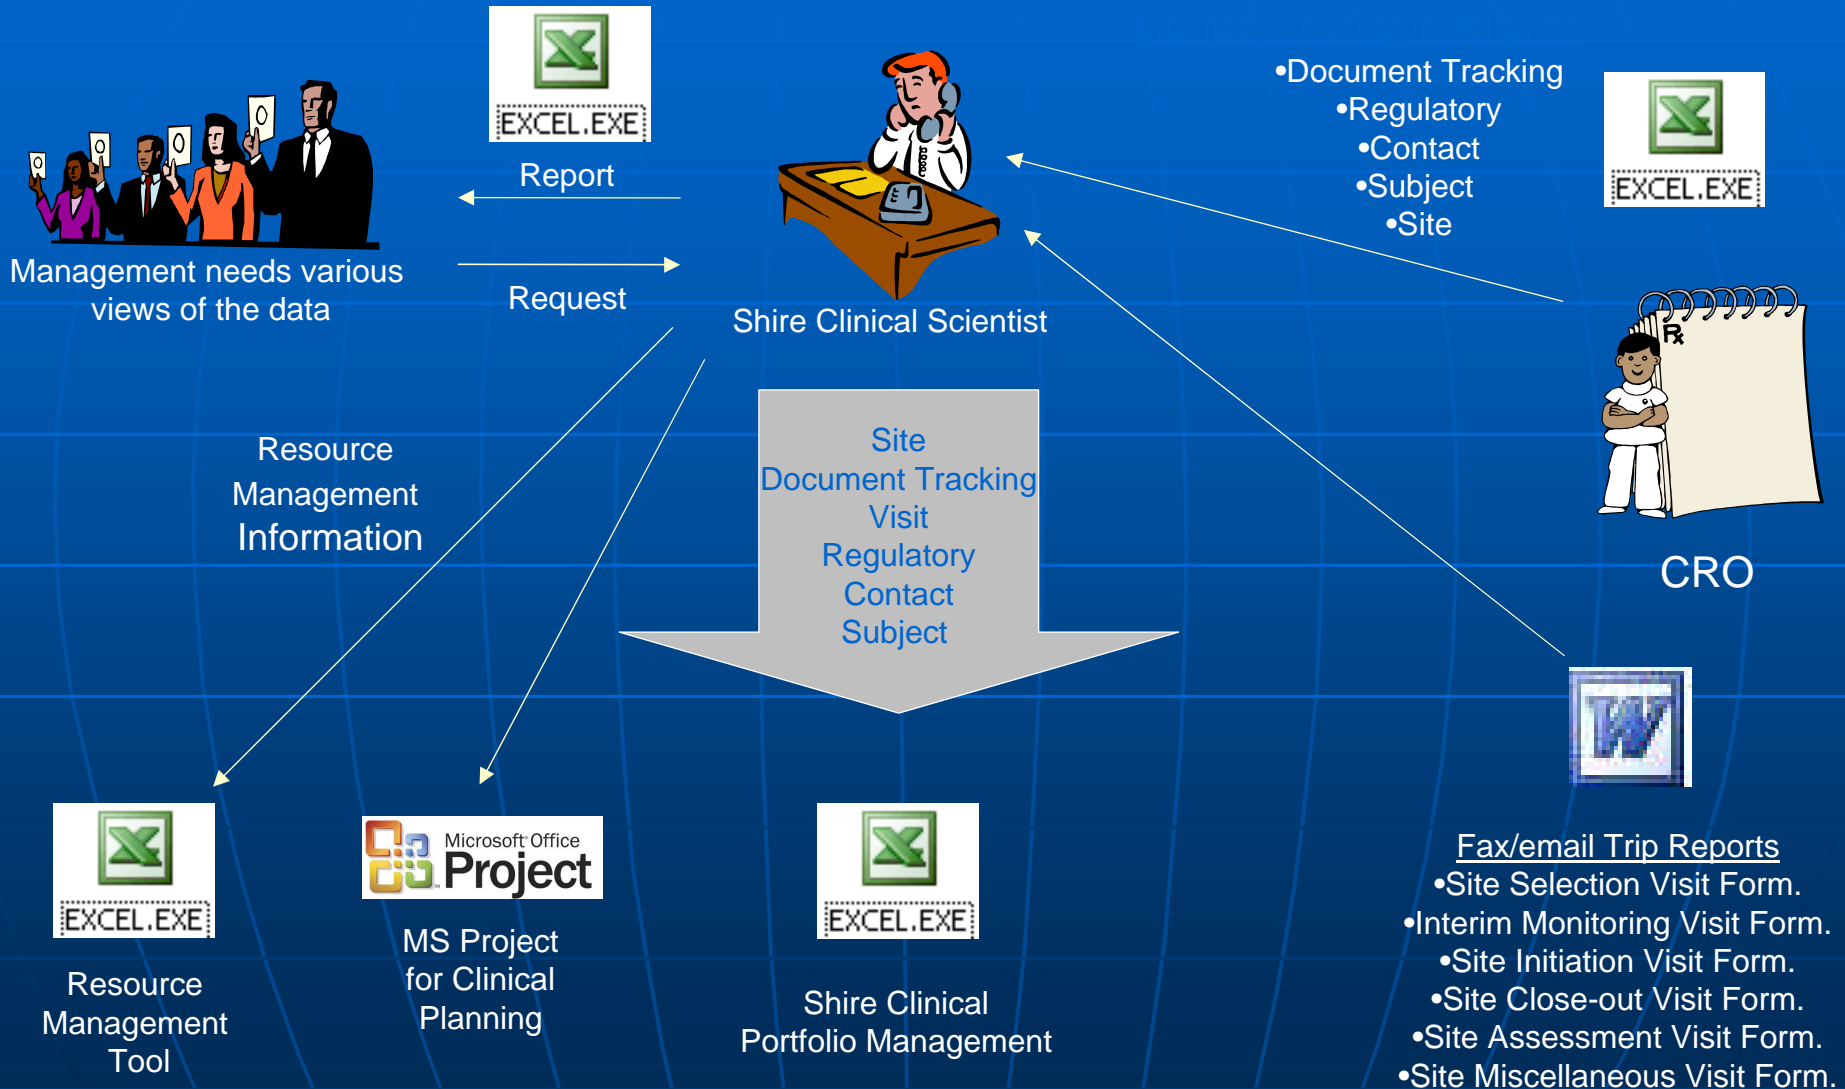 Multiple Excel Spreadsheet
EXCEL.EXE
Report
Request
Management needs various
views of the data
Shire Clinical Scientist
•Document Tracking
•Regulatory
•Contact
•Subject
•Site
EXCEL.EXE
Rx
CRO
Resource
Management
Information
Site
Document Tracking
Visit
Regulatory
Contact
Subject
W
EXCEL.EXE
Resource
Management
Tool
Microsoft Office
Project
MS Project
for Clinical
Planning
EXCEL.EXE
Shire Clinical
Portfolio Management
Fax/email Trip Reports
•Site Selection Visit Form.
•Interim Monitoring Visit Form.
•Site Initiation Visit Form.
•Site Close-out Visit Form.
•Site Assessment Visit Form.
•Site Miscellaneous Visit Form.